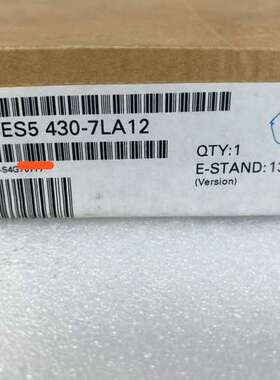 ES5 430-7LA12
QTY:1
E-STAND:13
(Version)